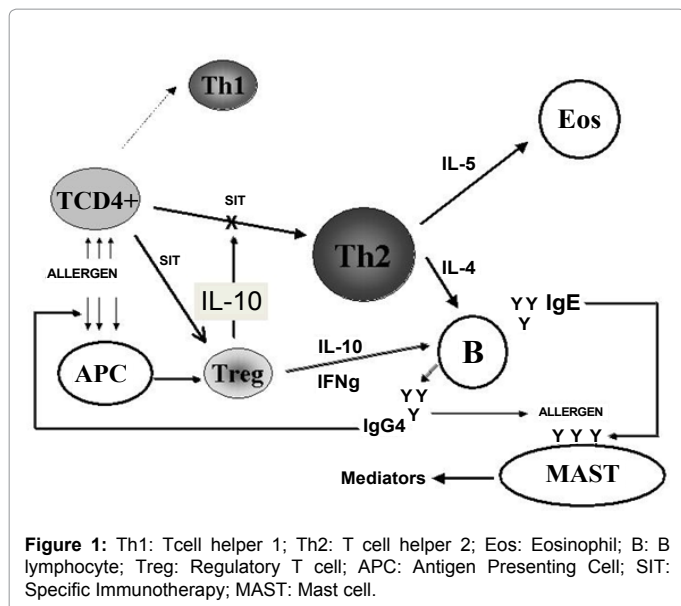 Th1
Eos
IL-5
TCD4+
SIT
X
Th2
ALLERGEN
SIT
IL-4
IL-10
Y Y
Y
IgE
APC
Treg
IL-10
IFNg
B
Y Y
Y
IgG4
ALLERGEN
Y Y Y
MAST
Mediators
Figure 1: Th1: Tcell helper 1; Th2: T cell helper 2; Eos: Eosinophil; B: B
lymphocyte; Treg: Regulatory T cell; APC: Antigen Presenting Cell; SIT:
Specific Immunotherapy; MAST: Mast cell.